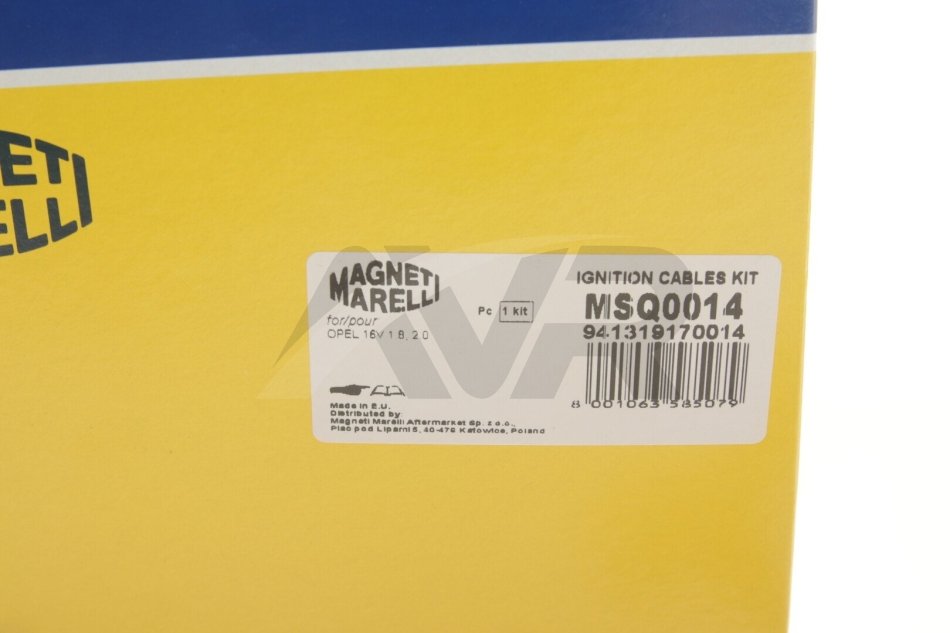 NETI
ELLI
MAGNETI
MARELLI
for/pour
OPEL 16V 1.8, 2.0
Pc 1 kit
IGNITION CABLES KIT
MSQ0014
941319170014
8 001063 585079
Made in E.U.
Distributed by:
Magneti Marelli Aftermarket Sp. z o.o.,
Plac pod Lipami 5, 40-476 Katowice, Poland
AVR